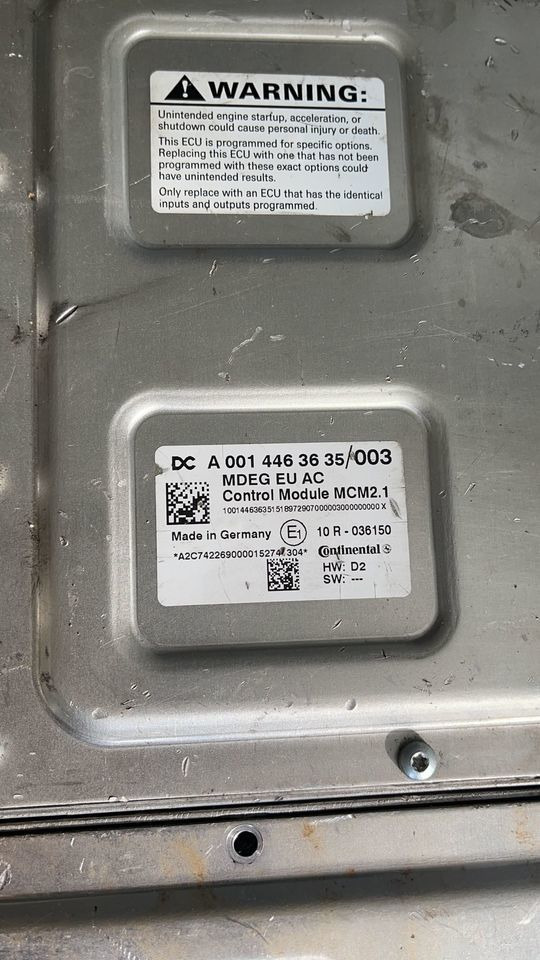 WARNING:
Unintended engine startup, acceleration, or
shutdown could cause personal injury or death.
This ECU is programmed for specific options.
Replacing this ECU with one that has not been
programmed with these exact options could
have unintended results.
Only replace with an ECU that has the identical
inputs and outputs programmed.
DC A 001 446 36 35/003
MDEG EU AC
Control Module MCM2.1
X
Made in Germany E1 10 R - 036150
Continental
HW: D2
SW: ---